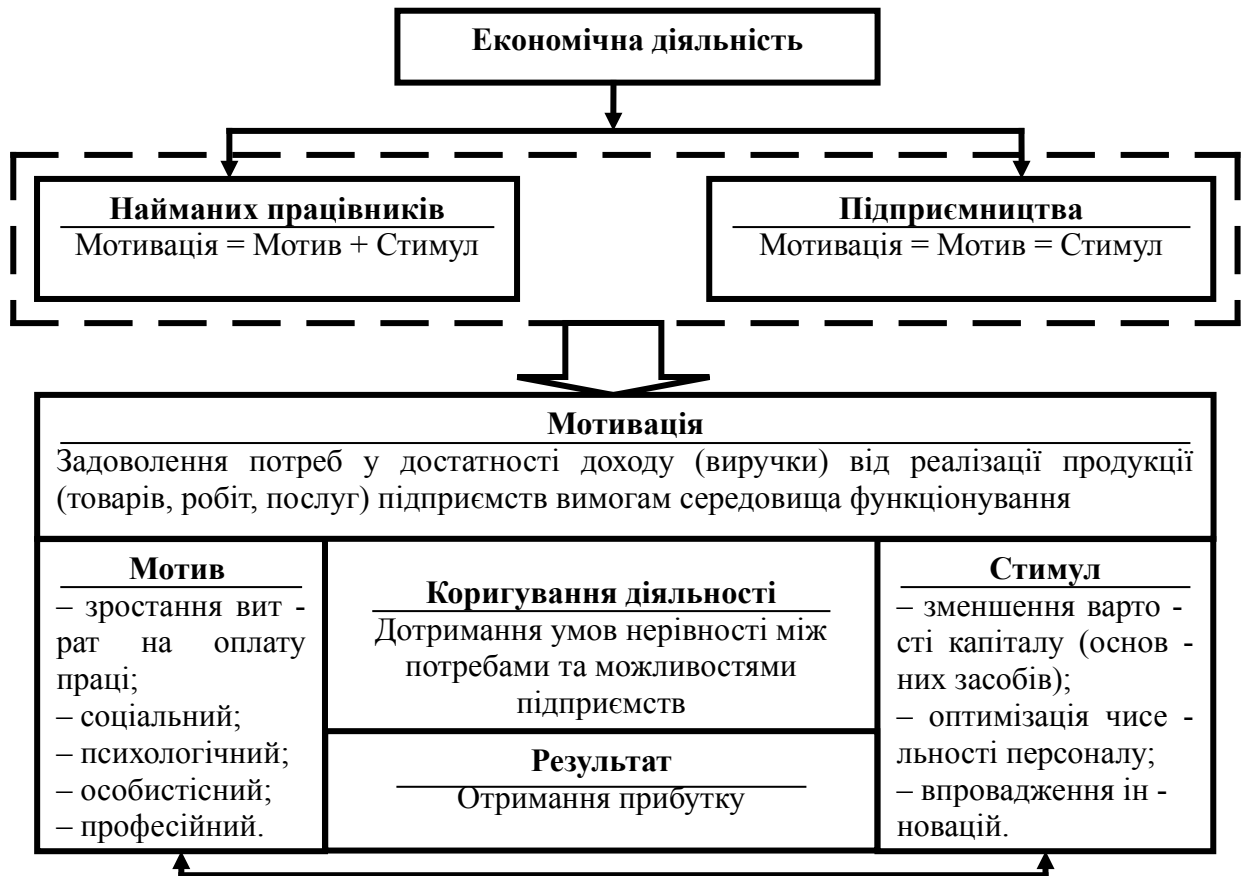 Економічна діяльність
Найманих працівників
Мотивація = Мотив + Стимул
Підприємництва
Мотивація = Мотив = Стимул
Мотивація
Задоволення потреб у достатності доходу (виручки) від реалізації продукції
(товарів, робіт, послуг) підприємств вимогам середовища функціонування
Мотив
– зростання вит -
рат на оплату
праці;
– соціальний;
– психологічний;
– особистісний;
– професійний.
Коригування діяльності
Дотримання умов нерівності між
потребами та можливостями
підприємств
Результат
Отримання прибутку
Стимул
– зменшення варто -
сті капіталу (основ -
них засобів);
– оптимізація чисе -
льності персоналу;
– впровадження ін -
новацій.